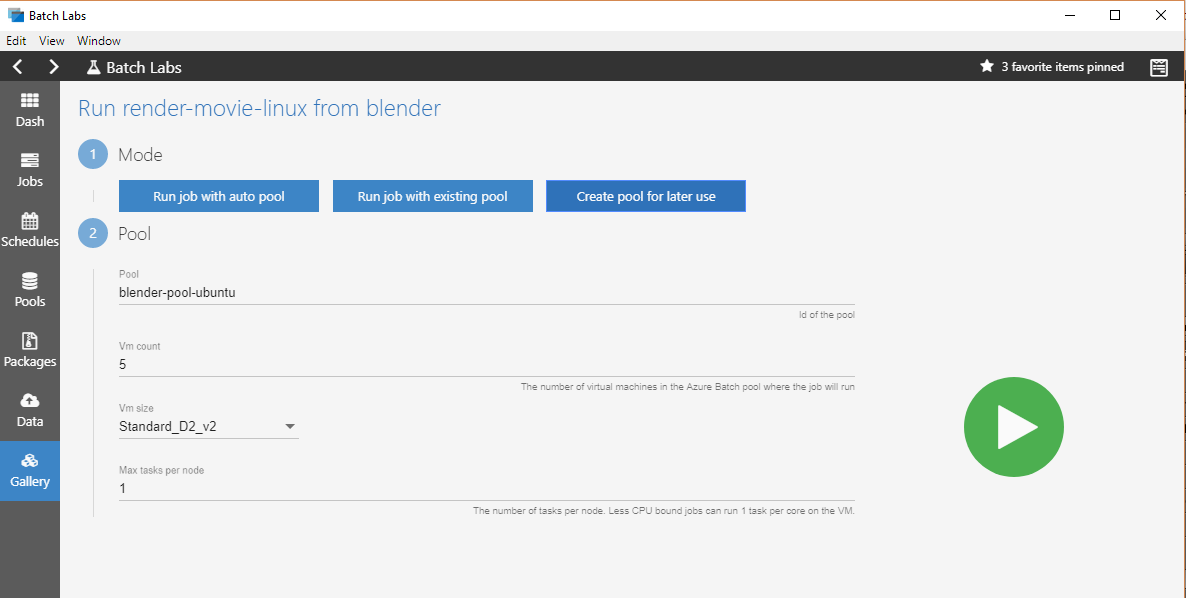 Batch Labs
Edit View Window
Batch Labs
3 favorite items pinned
Dash
Jobs
Schedules
Pools
Packages
Data
Gallery
Run render-movie-linux from blender
1 Mode
Run job with auto pool Run job with existing pool Create pool for later use
2 Pool
Pool
blender-pool-ubuntu
Id of the pool
Vm count
5
The number of virtual machines in the Azure Batch pool where the job will run
Vm size
Standard_D2_v2
Max tasks per node
1
The number of tasks per node. Less CPU bound jobs can run 1 task per core on the VM.